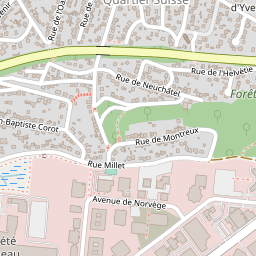 Quartier Suisse
d'Yve
Rue de l'Oa
Rue de l'Helvétie
Rue de Neuchâtel
Forêt
-Baptiste Corot
Rue de Montreux
Rue Millet
Avenue de Norvège
été
eau